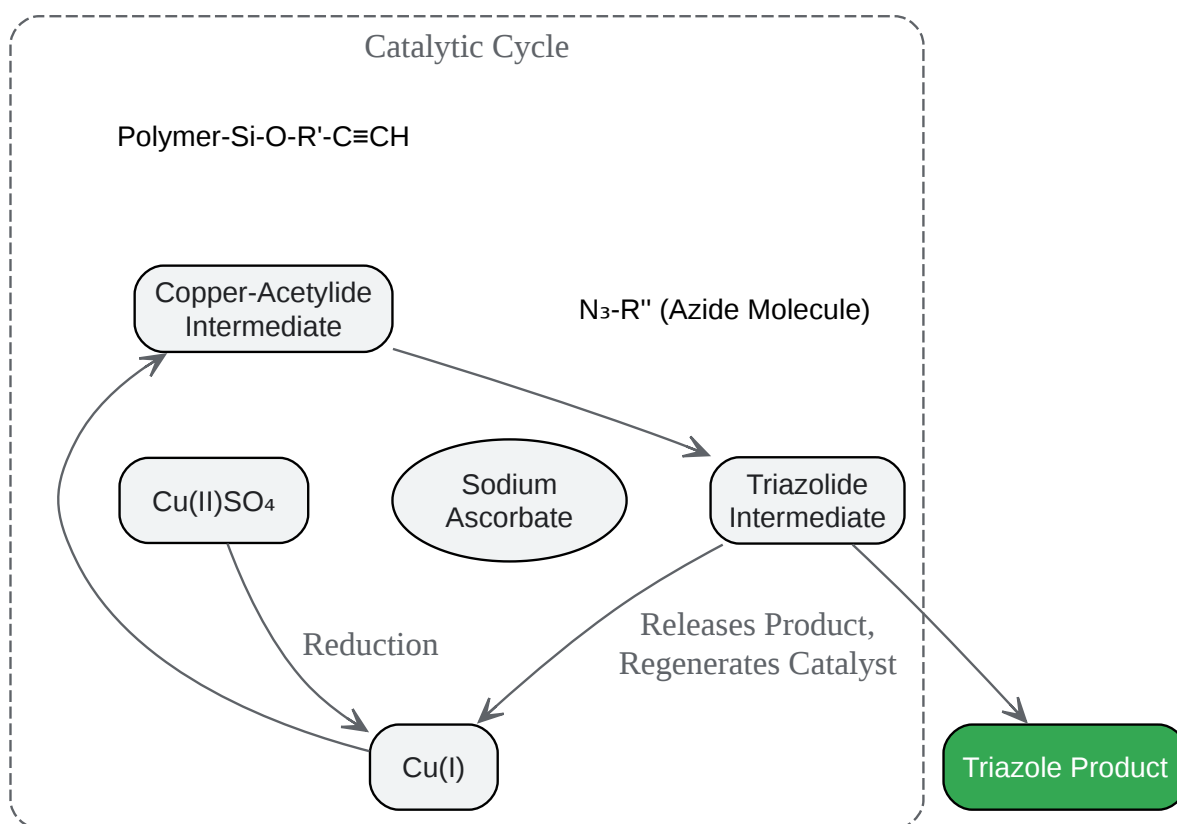 Catalytic Cycle
Polymer-Si-O-R'-C≡CH
Copper-Acetylide
Intermediate
N₃-R'' (Azide Molecule)
Cu(II)SO₄
Sodium
Ascorbate
Triazolide
Intermediate
Reduction
Releases Product,
Regenerates Catalyst
Cu(I)
Triazole Product